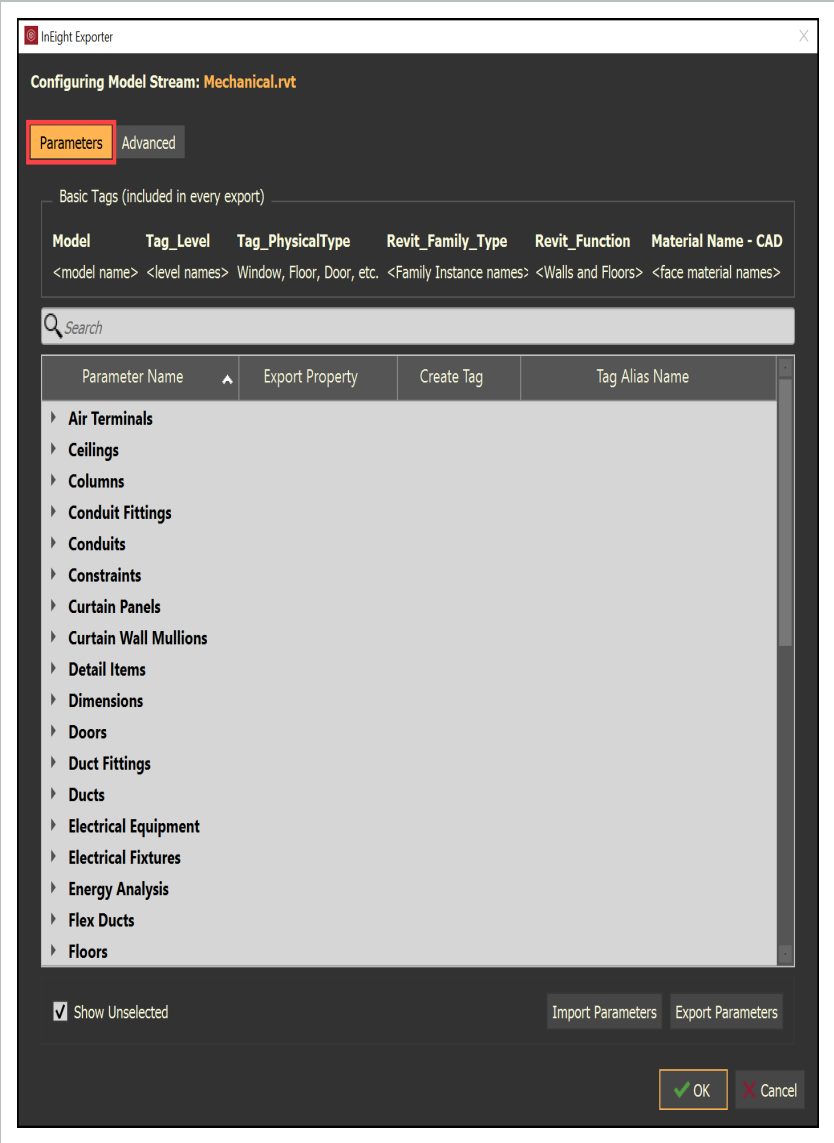 InEight Exporter
Configuring Model Stream: Mechanical.rvt
Parameters Advanced
Basic Tags (included in every export)
Model Tag_Level Tag_PhysicalType Revit_Family_Type Revit_Function Material Name - CAD
<model name> <level names> Window, Floor, Door, etc. <Family Instance names> <Walls and Floors> <face material names>
Search
Parameter Name Export Property Create Tag Tag Alias Name
Air Terminals
Ceilings
Columns
Conduit Fittings
Conduits
Constraints
Curtain Panels
Curtain Wall Mullions
Detail Items
Dimensions
Doors
Duct Fittings
Ducts
Electrical Equipment
Electrical Fixtures
Energy Analysis
Flex Ducts
Floors
Show Unselected Import Parameters Export Parameters
OK Cancel